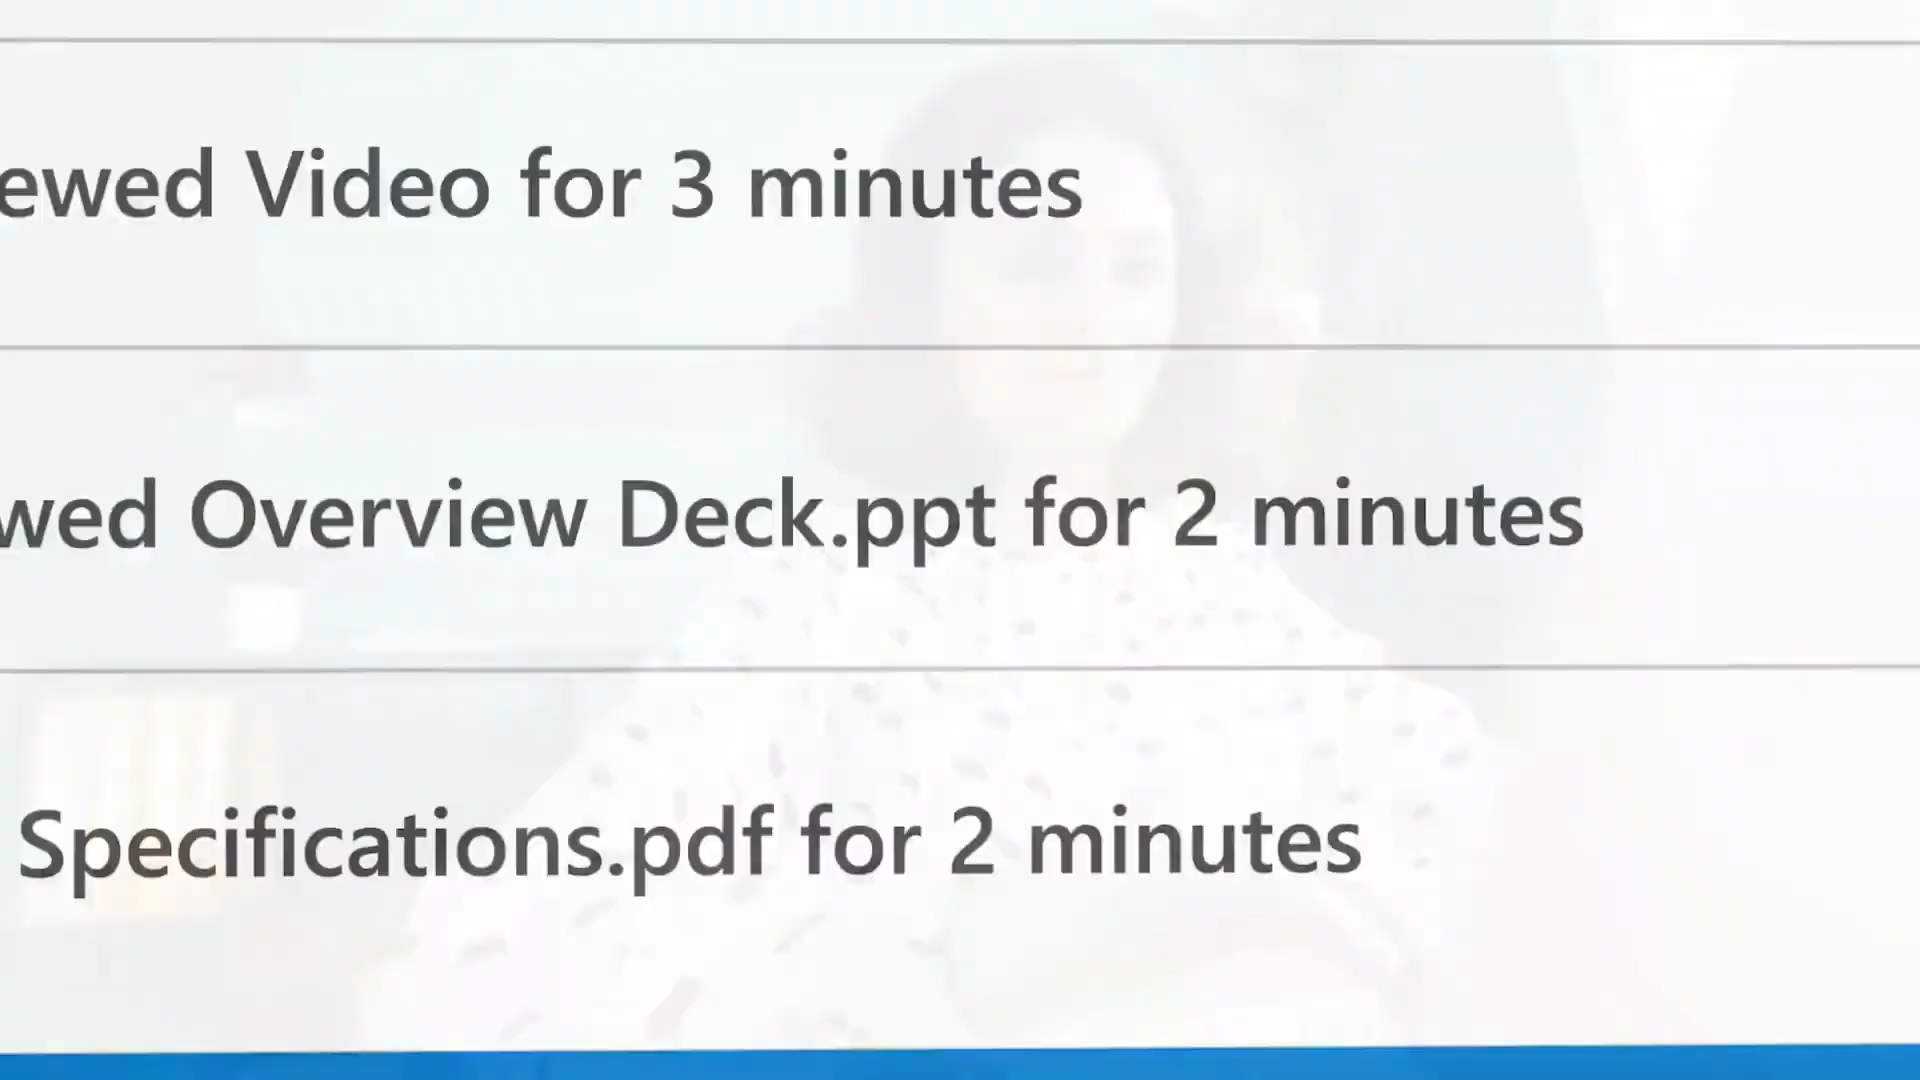 ewed Video for 3 minutes
wed Overview Deck.ppt for 2 minutes
Specifications.pdf for 2 minutes